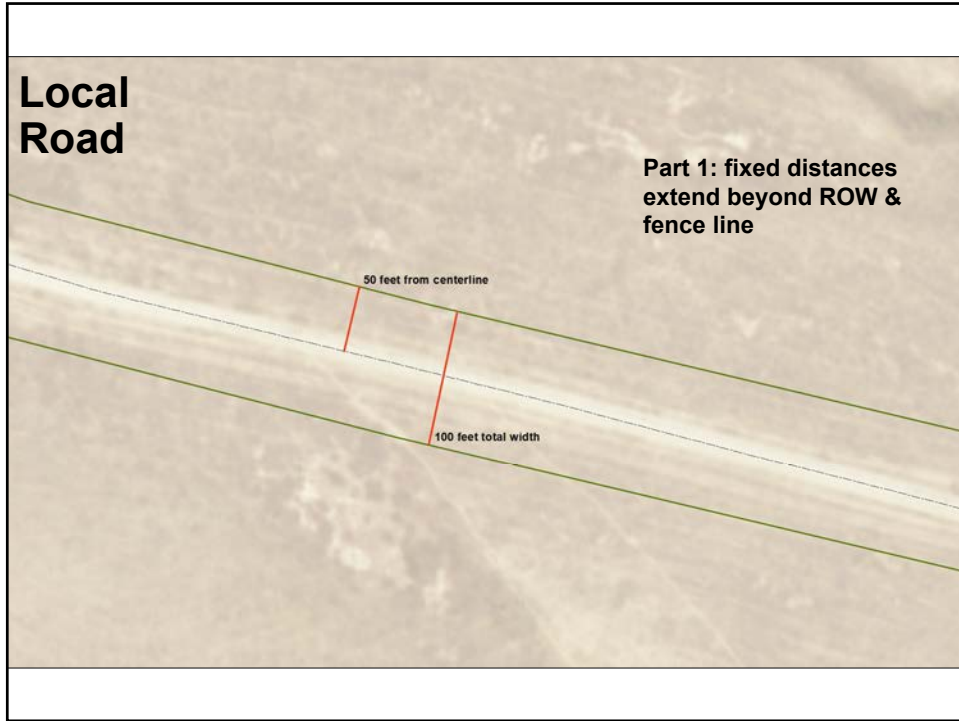 Local
Road
Part 1: fixed distances
extend beyond ROW &
fence line
50 feet from centerline
100 feet total width